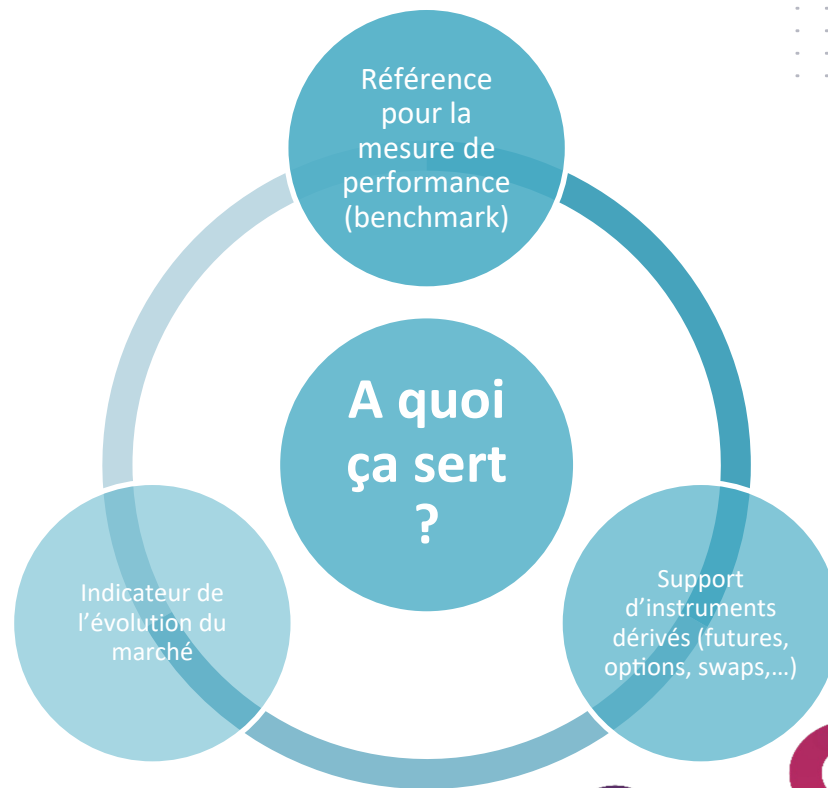 Référence
pour la
mesure de
performance
(benchmark)
A quoi
ça sert
?
Indicateur de
l’évolution du
marché
Support
d’instruments
dérivés (futures,
options, swaps,…)